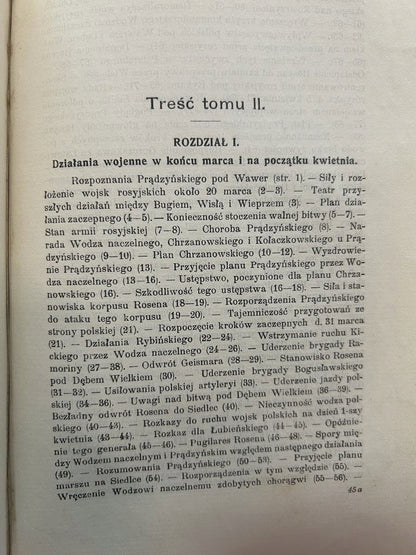 Treść tomu II.
ROZDZIAŁ I.
Działania wojenne w końcu marca i na początku kwietnia.
Rozpoznania Prądzyńskiego pod Wawer (str. 1). — Siły i roz-
łożenie wojsk rosyjskich około 20 marca (2—3). — Teatr przy-
szłych działań między Bugiem, Wisłą i Wieprzem (3). — Plan dzia-
łania zaczepnego (4—5). — Konieczność stoczenia walnej bitwy (5—7). —
Stan armii rosyjskiej (7—8). — Choroba Prądzyńskiego (8). — Na-
rada Wodza naczelnego, Chrzanowskiego i Kołaczkowskiego u Prą-
dzyńskiego (9—10). — Plan Chrzanowskiego (10—12). — Wyzdrowie-
nie Prądzyńskiego (13). — Przyjęcie planu Prądzyńskiego przez Wo-
dza naczelnego (13—16). — Ustępstwo, poczynione dla planu Chrza-
nowskiego (16). — Szkodliwość tego ustępstwa (16—18). — Siła i sta-
nowiska korpusu Rosena (18—19). — Rozporządzenia Prądzyńskiego
do ataku tego korpusu (19—20). — Tajemniczość przygotowań ze
strony polskiej (21). — Rozpoczęcie kroków zaczepnych d. 31 marca
(21). — Działania Rybińskiego (22—24). — Wstrzymanie ruchu Kic-
kiego przez Wodza naczelnego (24—26). — Uderzenie brygady Ra-
moriny (27—38). — Odwrót Geismara (28—29). — Stanowisko Rosena
pod Dębem Wielkiem (30). — Uderzenie brygady Bogusławskiego
(31—32). — Usiłowania polskiej artyleryi (33). — Uderzenie jazdy pol-
skiej (34—36). — Uwagi nad bitwą pod Dębem Wielkiem (36—39). —
Bezładny odwrót Rosena do Siedlec (40). — Nieczynność wodza pol-
skiego (40—43). — Rozkazy do ruchu wojsk polskich na dzień 1-szy
kwietnia (43—44). — Rozkaz dla Łubieńskiego (44—45). — Opóźnie-
nie tego generała (45—46). — Pugilares Rosena (46—48). — Spory mię-
dzy Wodzem naczelnym i Prądzyńskim względem następnego działania
(49). — Rozumowania Prądzyńskiego (50—53). — Przyjęcie planu
marszu na Siedlce (54). — Rozporządzenia w tym względzie (55). —
Wręczenie Wodzowi naczelnemu zdobytych chorągwi (55—56). —
45a